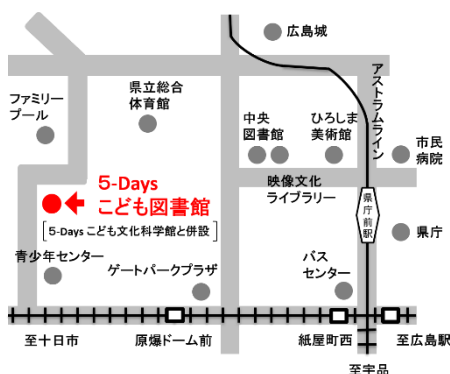 広島城
アストラムライン
ファミリー
プール
県立総合
体育館
中央
図書館
ひろしま
美術館
市民
病院
映像文化
ライブラリー
5-Days
こども図書館
[5-Days こども文化科学館と併設]
県庁前駅
県庁
青少年センター
ゲートパークプラザ
バス
センター
至十日市
原爆ドーム前
紙屋町西
至広島駅
至宇品